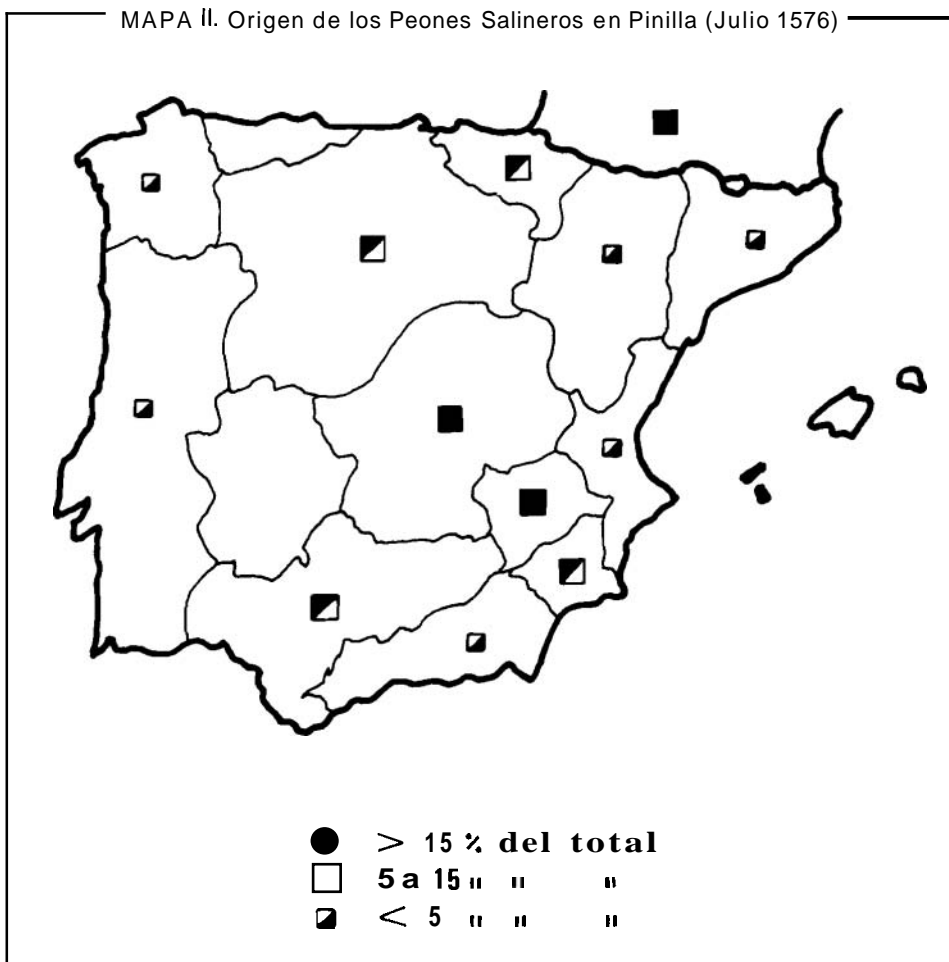 MAPA II. Origen de los Peones Salineros en Pinilla (Julio 1576)
> 15 % del total
5 a 15 " " "
< 5 " " "